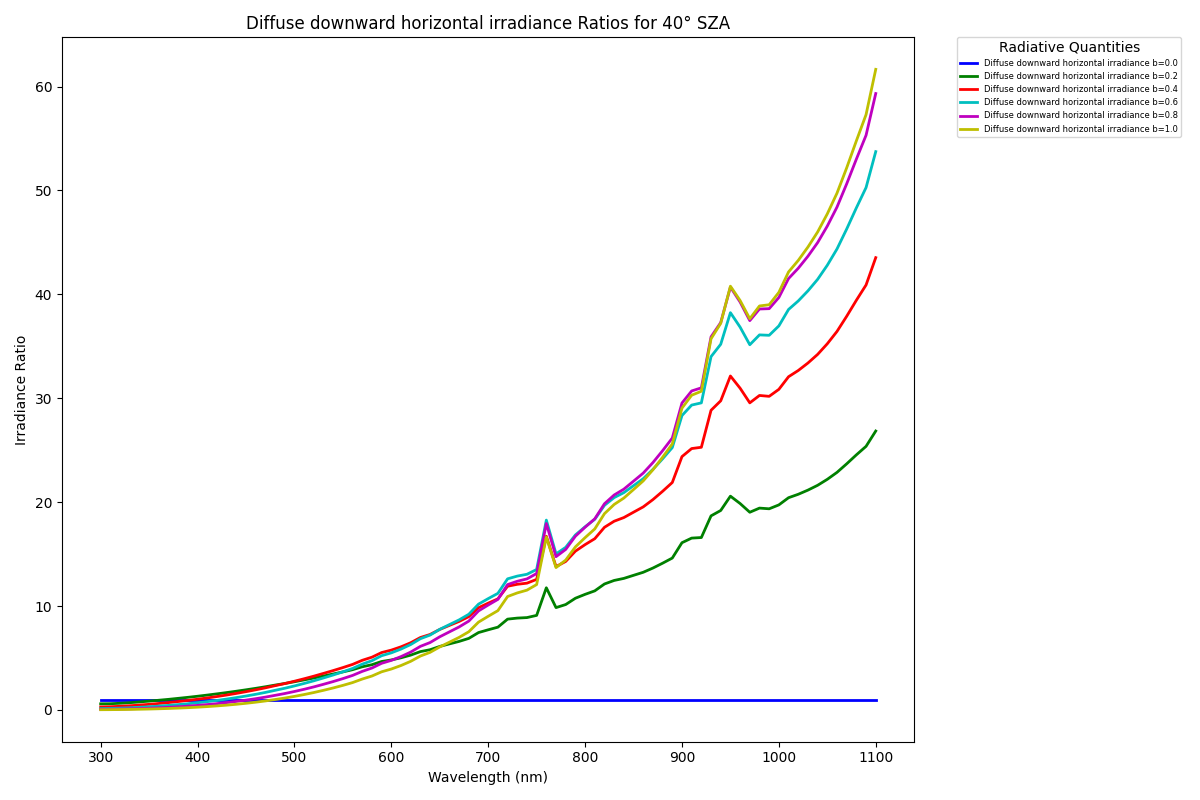 Diffuse downward horizontal irradiance Ratios for 40° SZA
Irradiance Ratio
60
50
40
30
20
10
0
300 400 500 600 700 800 900 1000 1100
Wavelength (nm)
Radiative Quantities
Diffuse downward horizontal irradiance b=0.0
Diffuse downward horizontal irradiance b=0.2
Diffuse downward horizontal irradiance b=0.4
Diffuse downward horizontal irradiance b=0.6
Diffuse downward horizontal irradiance b=0.8
Diffuse downward horizontal irradiance b=1.0